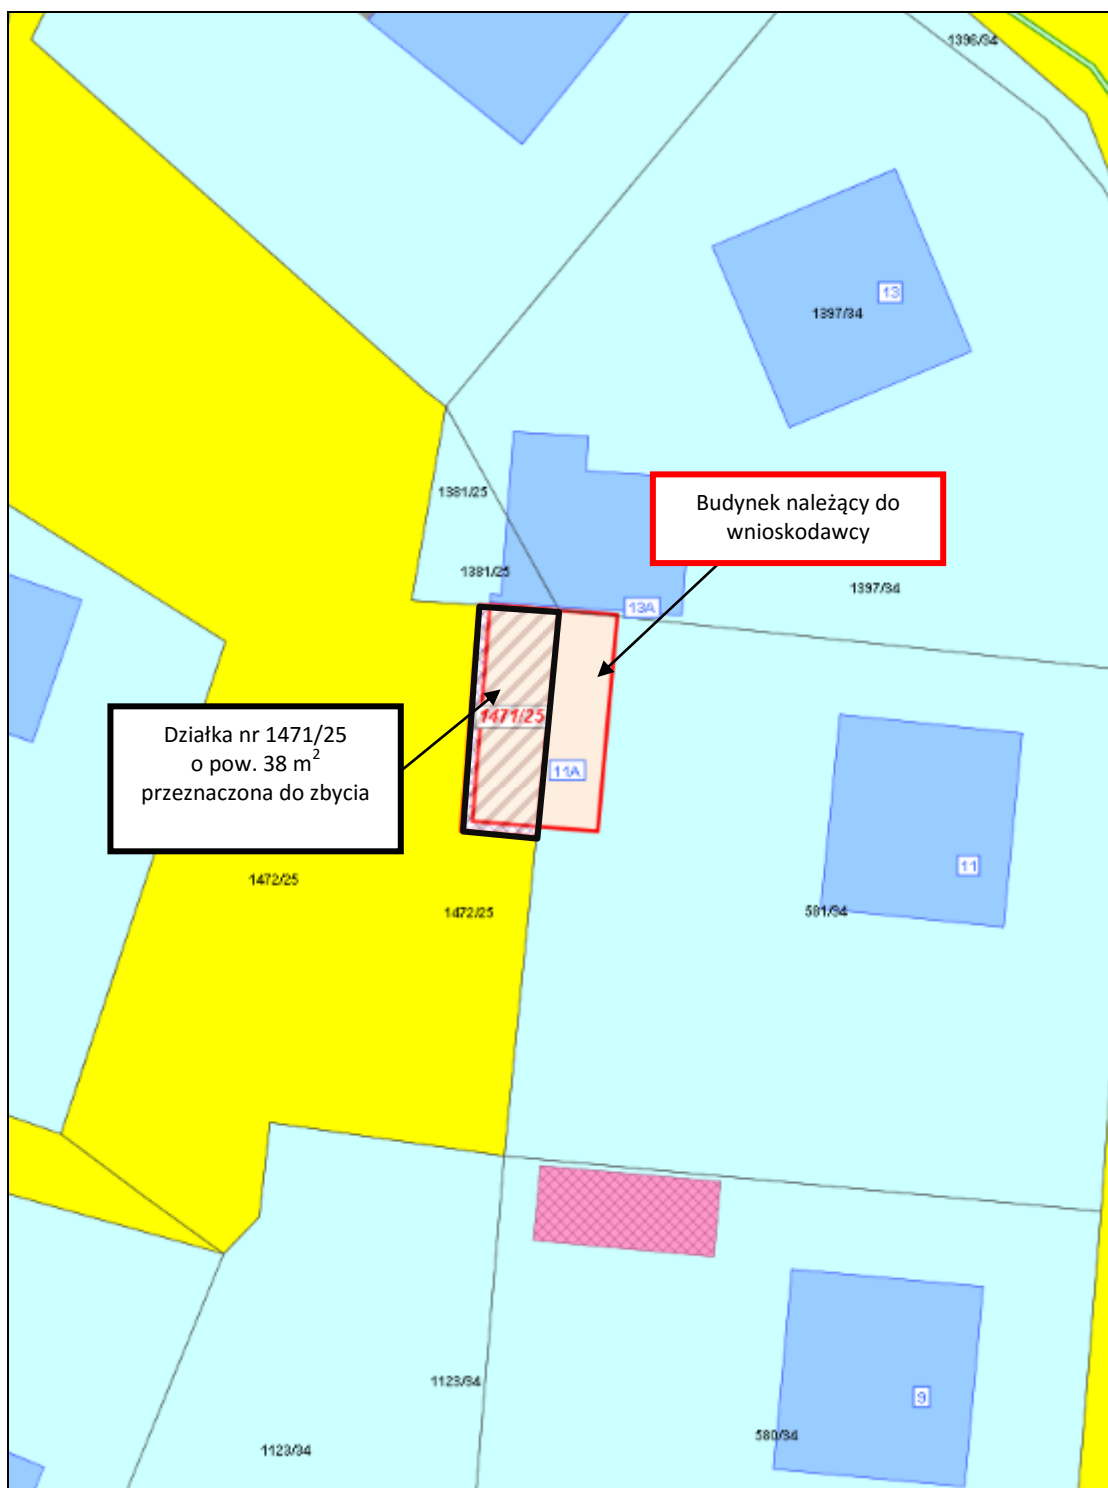 1396/34
13
1397/34
1381/25
Budynek należący do
wnioskodawcy
1381/25
1397/34
13A
1471/25
Działka nr 1471/25
o pow. 38 m²
przeznaczona do zbycia
11A
11
1472/25
1472/25
581/34
1123/34
9
580/34
1123/34